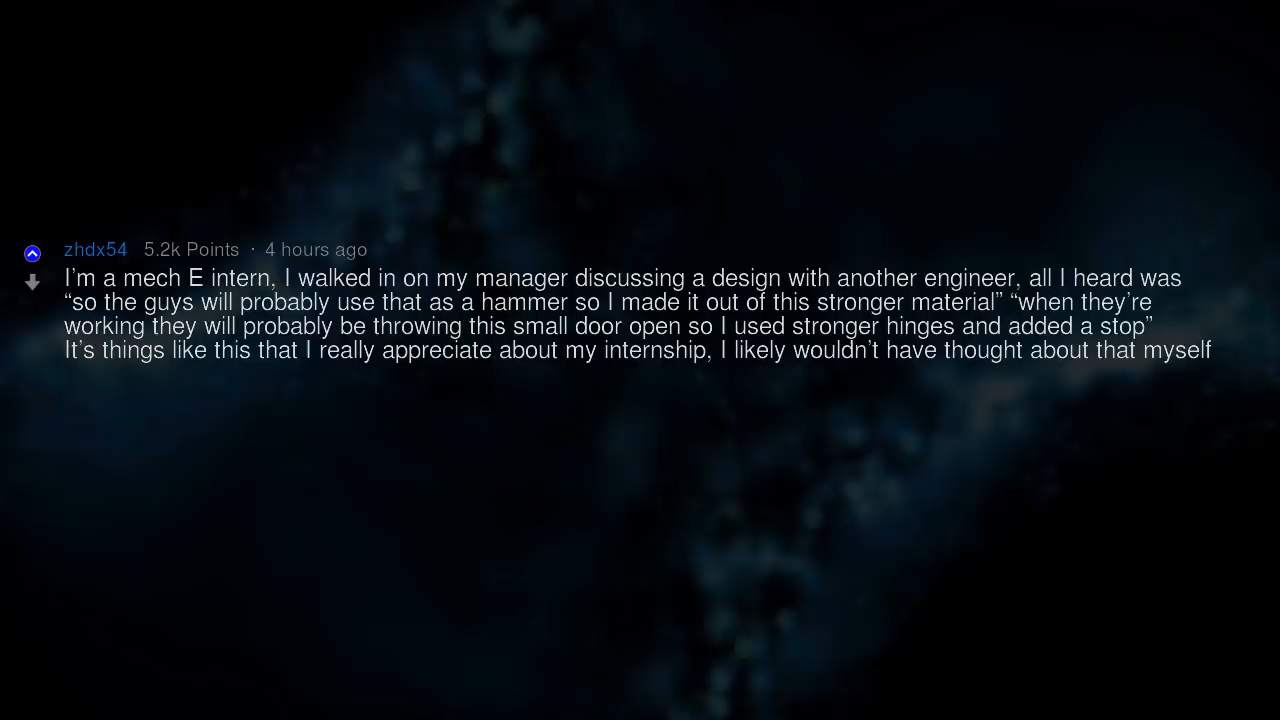 zhdx54 5.2k Points · 4 hours ago
I’m a mech E intern, I walked in on my manager discussing a design with another engineer, all I heard was
“so the guys will probably use that as a hammer so I made it out of this stronger material” “when they’re
working they will probably be throwing this small door open so I used stronger hinges and added a stop”
It’s things like this that I really appreciate about my internship, I likely wouldn’t have thought about that myself